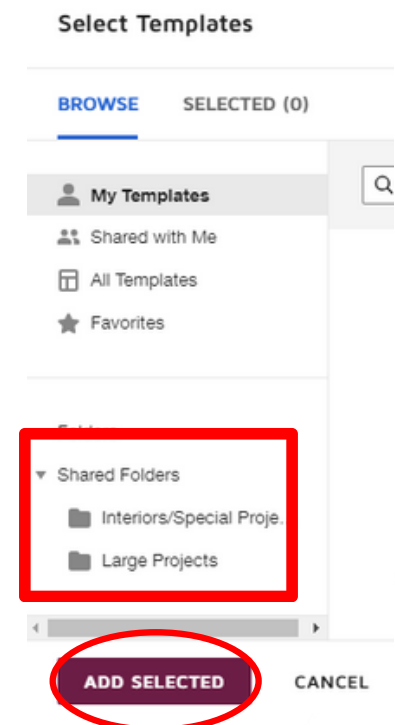 Select Templates
BROWSE SELECTED (0)
My Templates
Shared with Me
All Templates
Favorites
Shared Folders
Interiors/Special Proje.
Large Projects
ADD SELECTED CANCEL